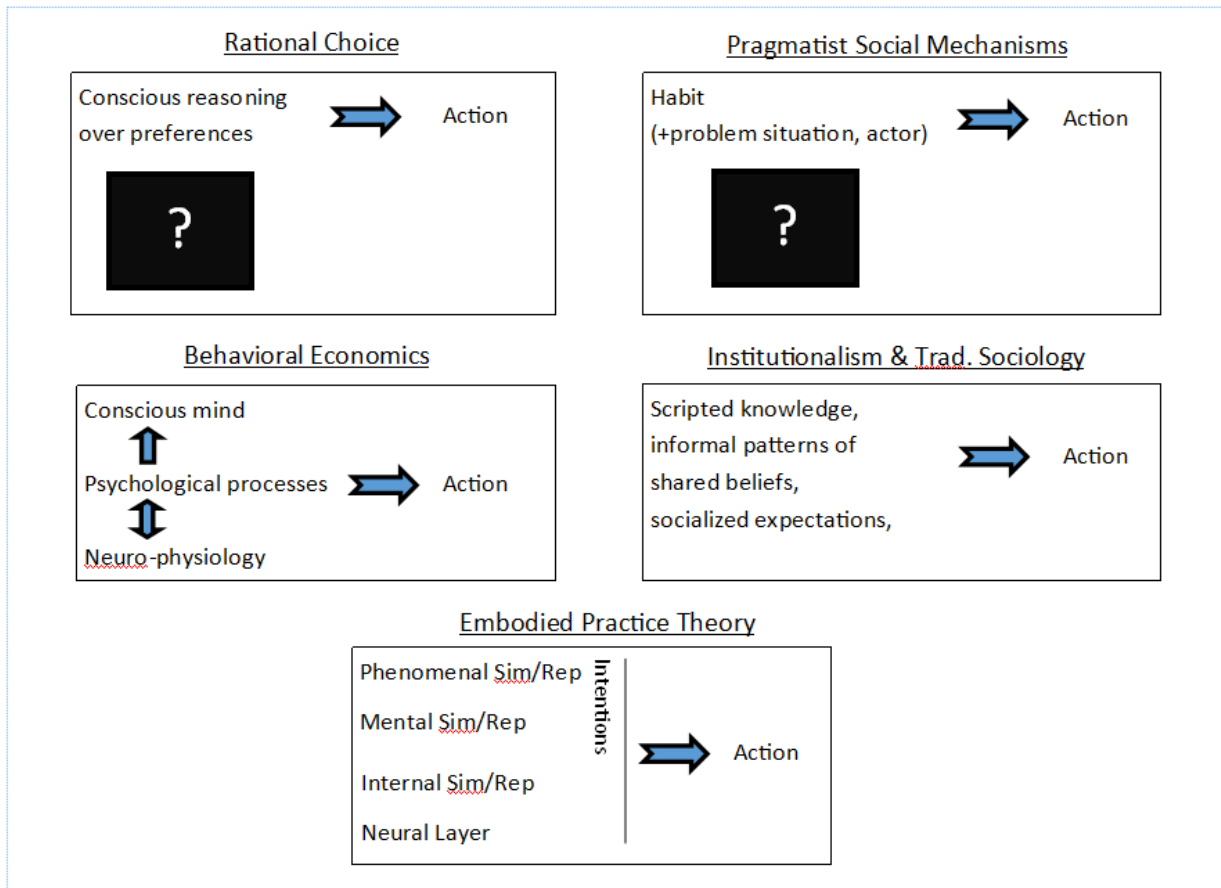 Rational Choice
Conscious reasoning
over preferences
Action
?
Pragmatist Social Mechanisms
Habit
(+problem situation, actor)
Action
?
Behavioral Economics
Conscious mind
Psychological processes
Action
Neuro-physiology
Institutionalism & Trad. Sociology
Scripted knowledge,
informal patterns of
shared beliefs,
socialized expectations,
Action
Embodied Practice Theory
Phenomenal Sim/Rep
Mental Sim/Rep
Internal Sim/Rep
Neural Layer
Intentions
Action